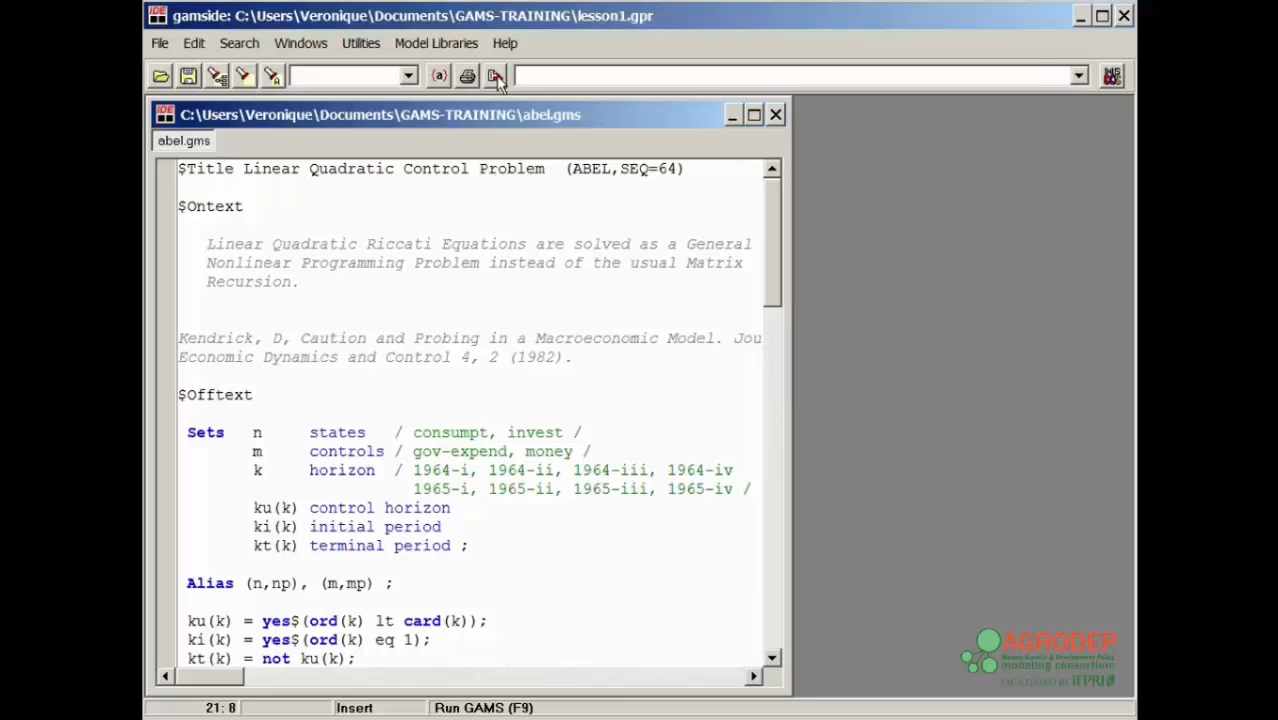 gamside: C:\Users\Veronique\Documents\GAMS-TRAINING\lesson1.gpr
File Edit Search Windows Utilities Model Libraries Help
(a)
C:\Users\Veronique\Documents\GAMS-TRAINING\abel.gms
abel.gms
$Title Linear Quadratic Control Problem (ABEL,SEQ=64)
$Ontext
Linear Quadratic Riccati Equations are solved as a General
Nonlinear Programming Problem instead of the usual Matrix
Recursion.
Kendrick, D, Caution and Probing in a Macroeconomic Model. Jou
Economic Dynamics and Control 4, 2 (1982).
$Offtext
Sets n states / consumpt, invest /
m controls / gov-expend, money /
k horizon / 1964-i, 1964-ii, 1964-iii, 1964-iv
1965-i, 1965-ii, 1965-iii, 1965-iv /
ku(k) control horizon
ki(k) initial period
kt(k) terminal period ;
Alias (n,np), (m,mp) ;
ku(k) = yes$(ord(k) lt card(k));
ki(k) = yes$(ord(k) eq 1);
kt(k) = not ku(k);
AGRODEP
modeling consortium
FACILITATED BY IFPRI
21: 8 Insert Run GAMS (F9)